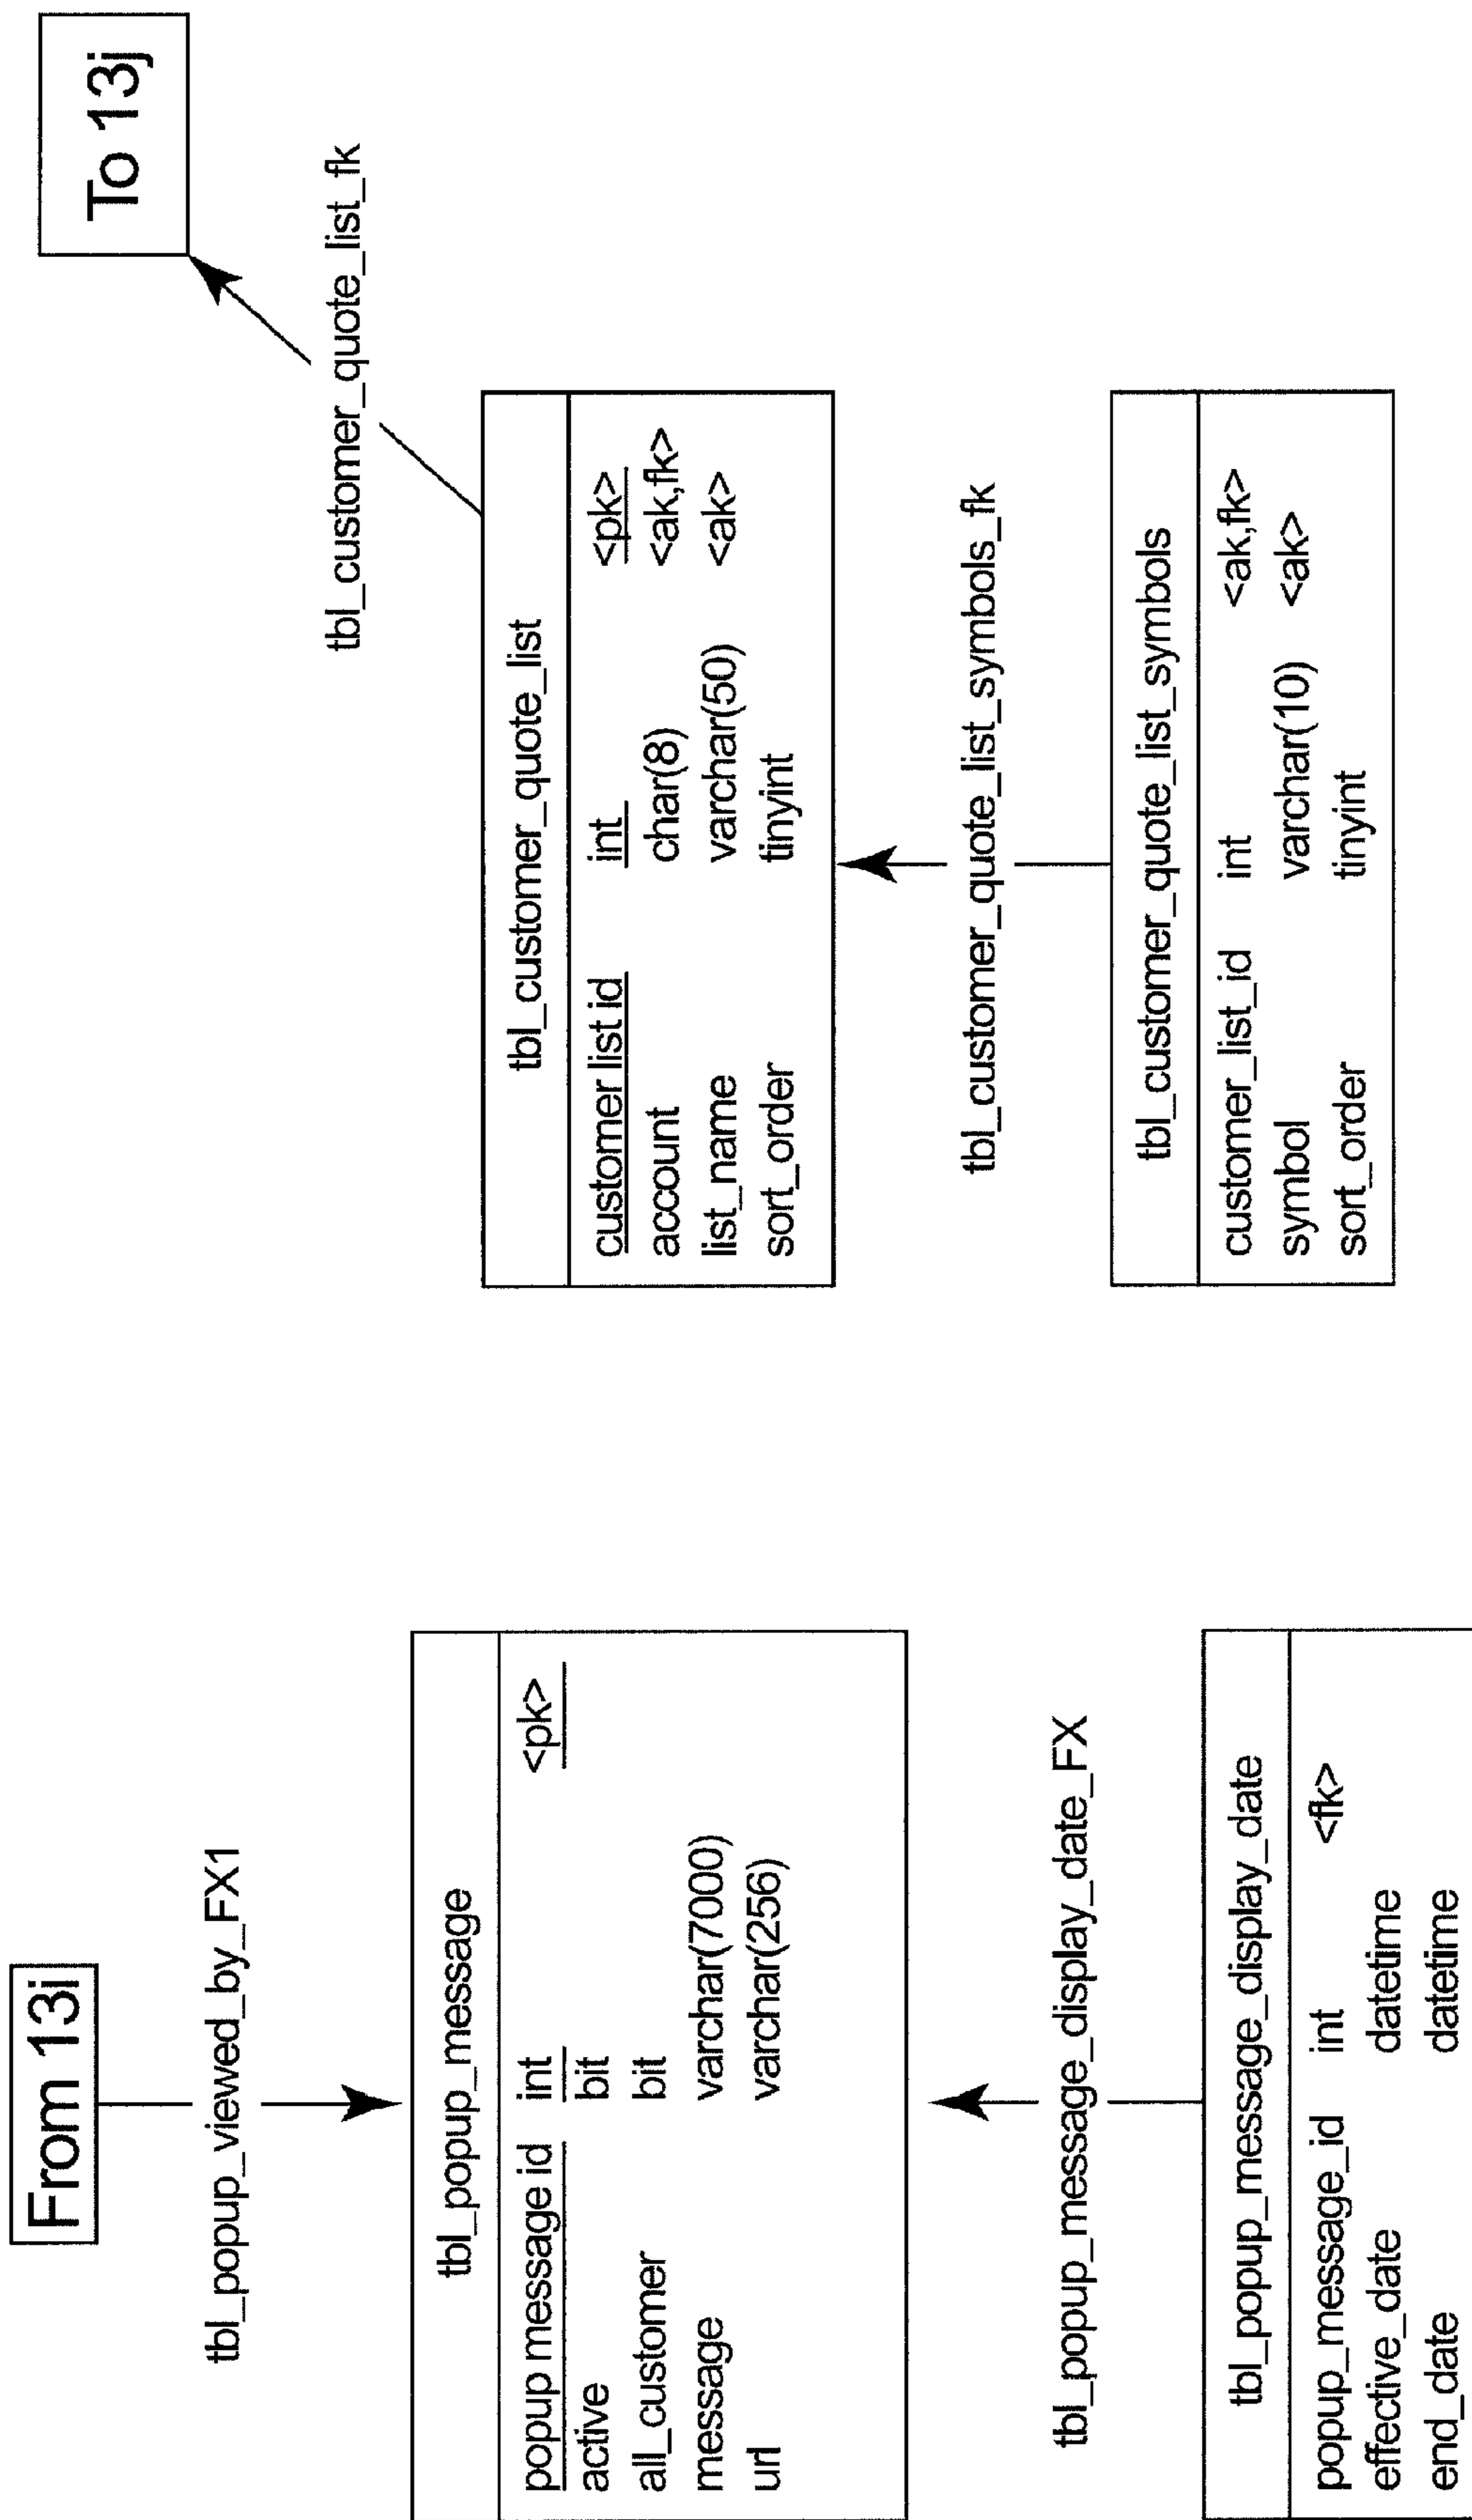 From 13i
tbl_popup_viewed_by_FX1
tbl_popup_message
popup message id int <pk>
active bit
all_customer bit
message varchar(7000)
url varchar(256)
tbl_popup_message_display_date_FX
tbl_popup_message_display_date
popup_message_id int <fk>
effective_date datetime
end_date datetime
To 13j
tbl_customer_quote_list_fk
tbl_customer_quote_list
customer list id int <pk>
account char(8) <ak,fk>
list_name varchar(50) <ak>
sort_order tinyint
tbl_customer_quote_list_symbols_fk
tbl_customer_quote_list_symbols
customer_list_id int <ak,fk>
symbol varchar(10) <ak>
sort_order tinyint